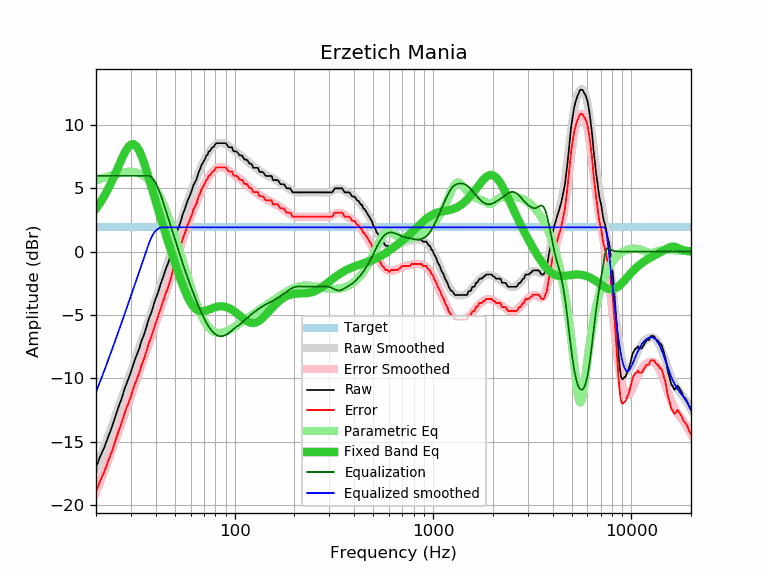 Erzetich Mania
Amplitude (dBr)
10
5
0
−5
−10
−15
−20
Target
Raw Smoothed
Error Smoothed
Raw
Error
Parametric Eq
Fixed Band Eq
Equalization
Equalized smoothed
100 1000 10000
Frequency (Hz)